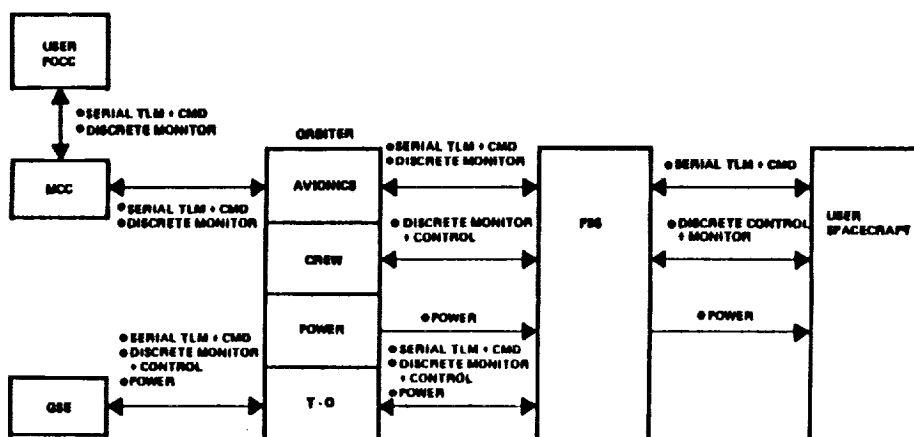 USER
POCC
●SERIAL TLM + CMD
●DISCRETE MONITOR
MCC
●SERIAL TLM + CMD
●DISCRETE MONITOR
ORBITER
AVIONICS
CREW
POWER
T - O
●SERIAL TLM + CMD
●DISCRETE MONITOR
●DISCRETE MONITOR
+ CONTROL
●POWER
●SERIAL TLM + CMD
●DISCRETE MONITOR
+ CONTROL
●POWER
●SERIAL TLM + CMD
●DISCRETE MONITOR
+ CONTROL
●POWER
GSE
●SERIAL TLM + CMD
●DISCRETE CONTROL
+ MONITOR
●POWER
USER
SPACECRAFT